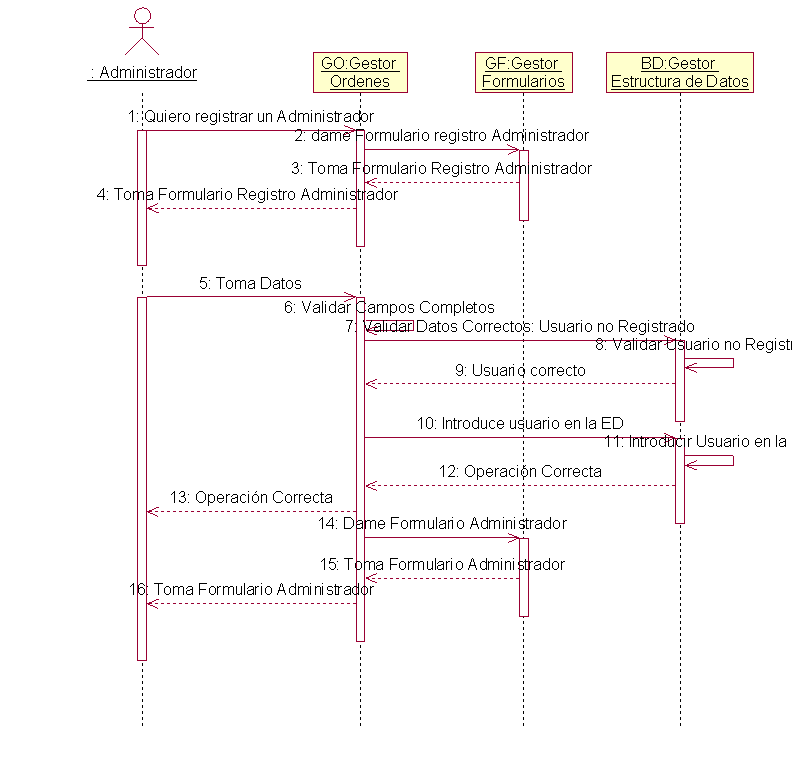 : Administrador
GO:Gestor
Ordenes
GF:Gestor
Formularios
BD:Gestor
Estructura de Datos
1: Quiero registrar un Administrador
2: dame Formulario registro Administrador
3: Toma Formulario Registro Administrador
4: Toma Formulario Registro Administrador
5: Toma Datos
6: Validar Campos Completos
7: Validar Datos Correctos: Usuario no Registrado
8: Validar Usuario no Registr
9: Usuario correcto
10: Introduce usuario en la ED
11: Introducir Usuario en la
12: Operación Correcta
13: Operación Correcta
14: Dame Formulario Administrador
15: Toma Formulario Administrador
16: Toma Formulario Administrador